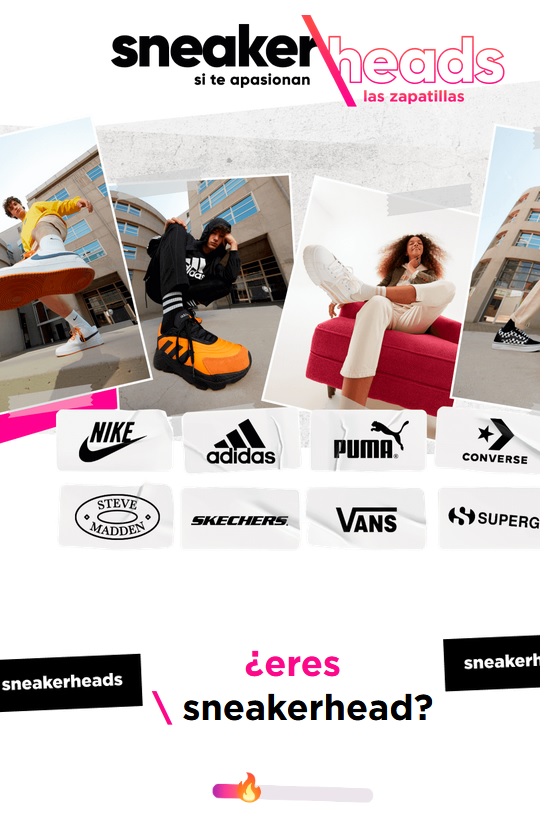 sneaker heads
si te apasionan
las zapatillas
adidas
NIKE
adidas
PUMA
CONVERSE
STEVE MADDEN
SKECHERS
VANS
SUPERG
¿eres
\ sneakerhead?
sneakerheads
sneakerh